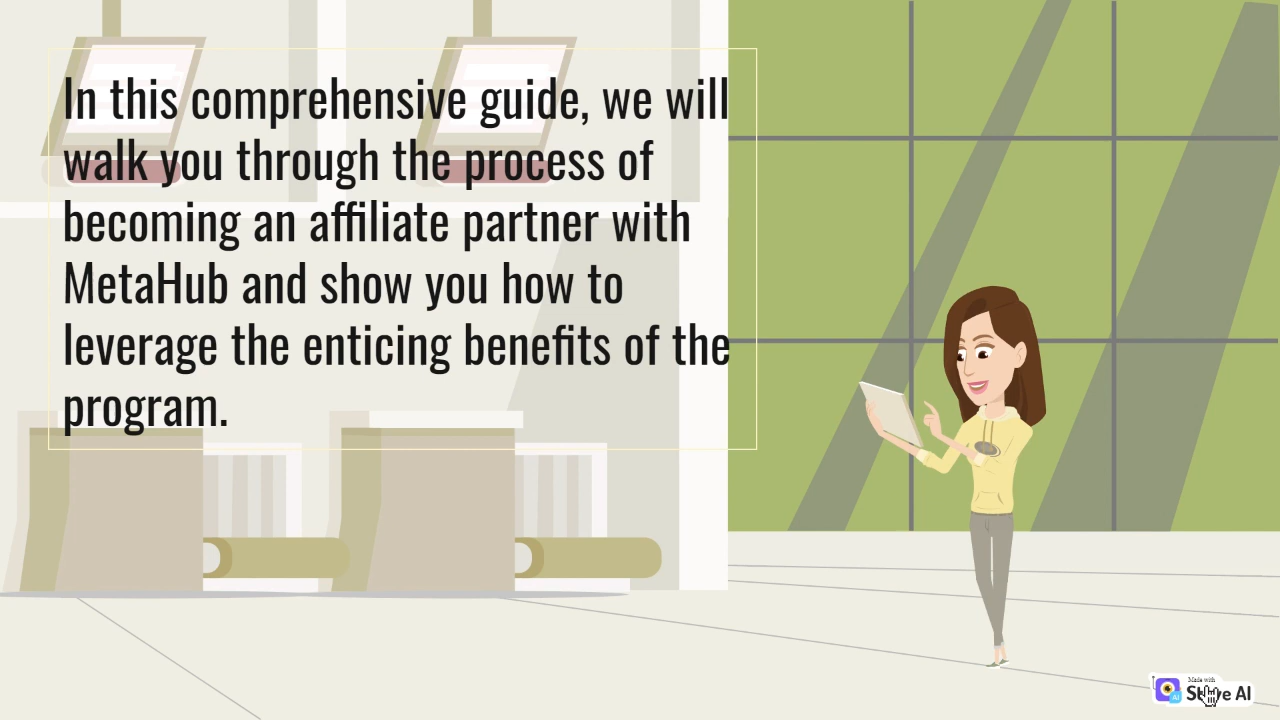 In this comprehensive guide, we will
walk you through the process of
becoming an affiliate partner with
MetaHub and show you how to
leverage the enticing benefits of the
program.
Made with
AI